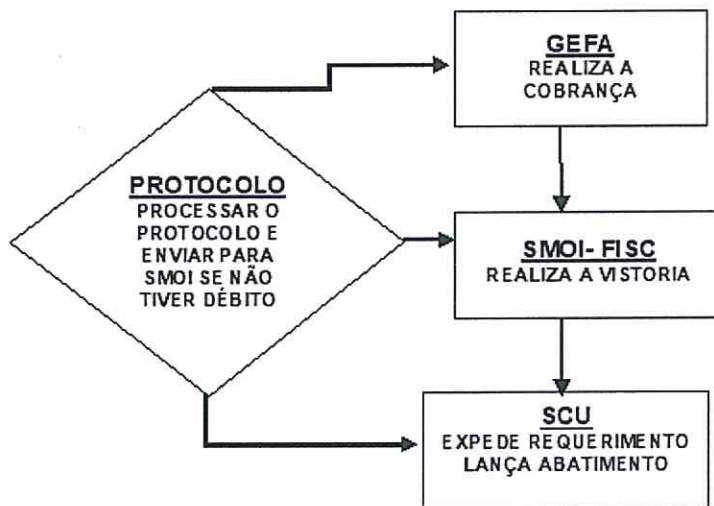 GEFA
REALIZA A
COBRANÇA
PROTOCOLO
PROCESSAR O
PROTOCOLO E
ENVIAR PARA
SMOI SE NÃO
TIVER DÉBITO
SMOI- FISC
REALIZA A VISTORIA
SCU
EXPEDE REQUERIMENTO
LANÇA ABATIMENTO